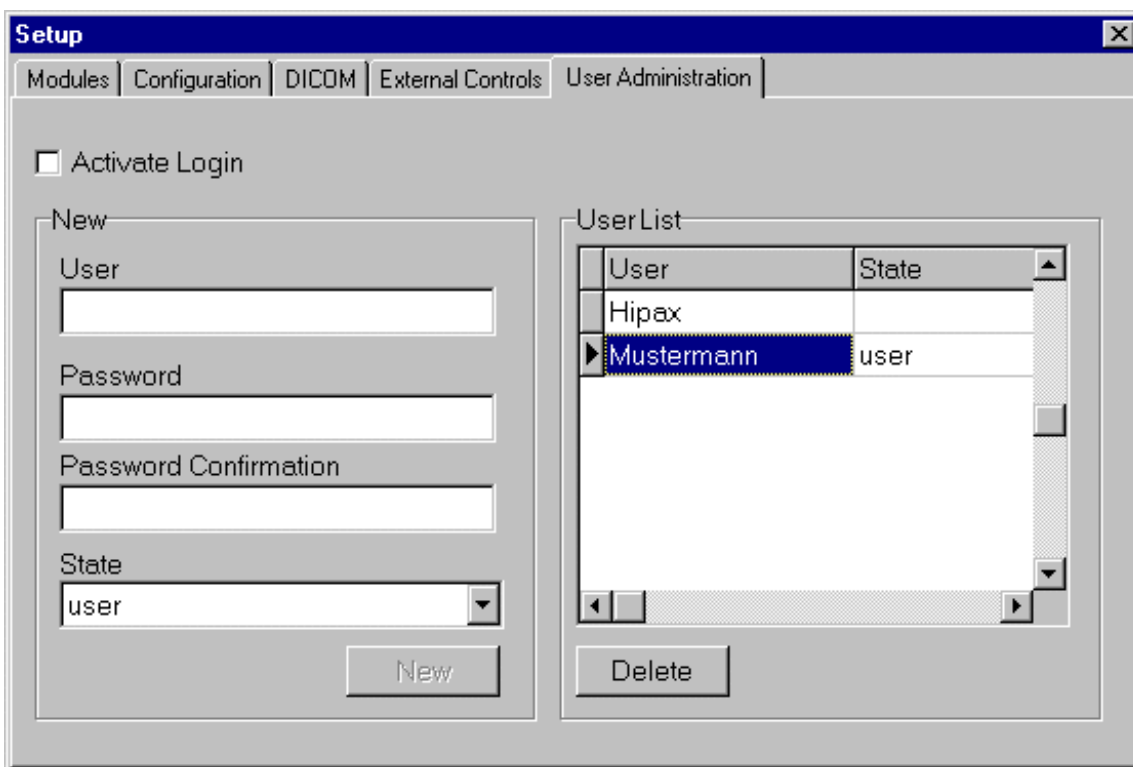 Setup
Modules Configuration DICOM External Controls User Administration
Activate Login
New
User
Password
Password Confirmation
State
user
New
User List
User State
Hipax
Mustermann user
Delete